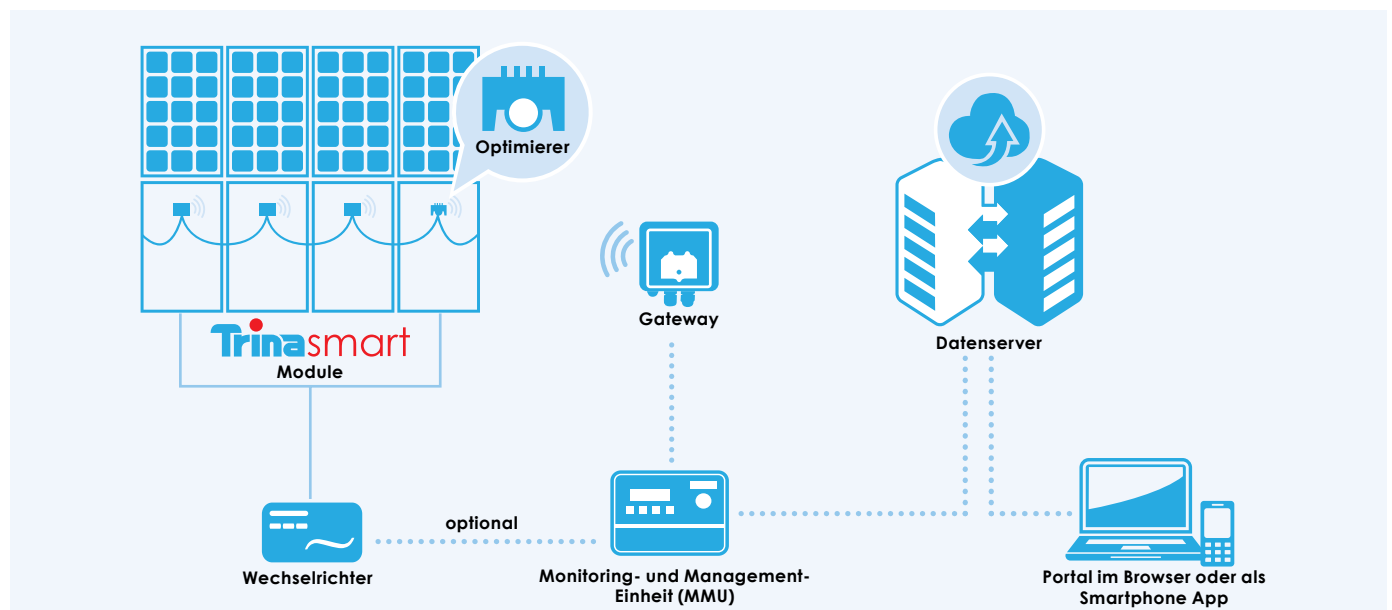 Optimierer
Trinasmart
Module
Gateway
Datenserver
optional
Wechselrichter
Monitoring- und Management-
Einheit (MMU)
Portal im Browser oder als
Smartphone App